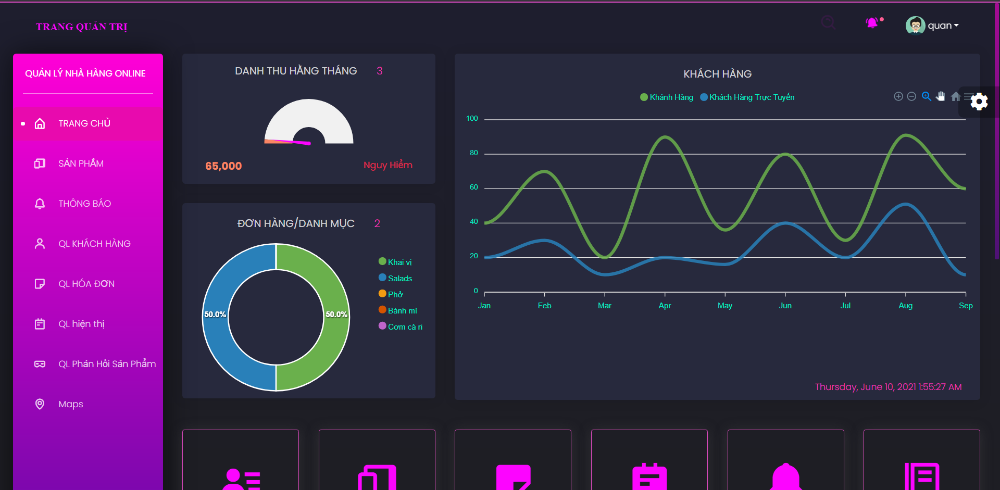 TRANG QUẢN TRỊ
quan
QUẢN LÝ NHÀ HÀNG ONLINE
TRANG CHỦ
SẢN PHẨM
THÔNG BÁO
QL KHÁCH HÀNG
QL HÓA ĐƠN
QL hiện thị
QL Phản Hồi Sản Phẩm
Maps
DANH THU HẰNG THÁNG 3
65,000 Nguy Hiểm
ĐƠN HÀNG/DANH MỤC 2
50.0% 50.0%
Khai vị
Salads
Phở
Bánh mì
Cơm cà ri
KHÁCH HÀNG
Khánh Hàng Khách Hàng Trực Tuyến
100
80
60
40
20
0
Jan Feb Mar Apr May Jun Jul Aug Sep
Thursday, June 10, 2021 1:55:27 AM